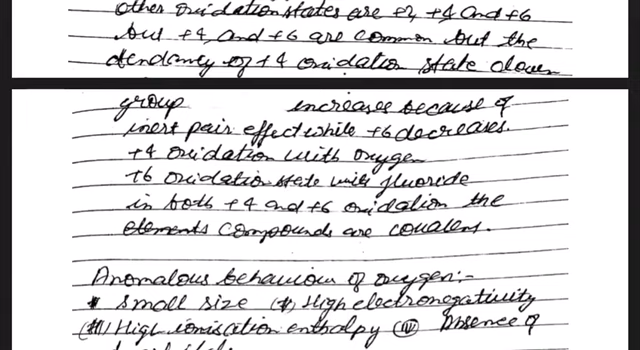 other oxidation states are +2, +4 and +6
but +4, and +6 are common but the
tendancy of +4 oxidation state down
group increases because of
inert pair effect while +6 decreases.
+4 oxidation with oxygen
+6 oxidation state with fluoride
in both +4 and +6 oxidation the
elements compounds are covalent.
Anomalous behaviour of oxygen:-
small size (ii) High electronegativity
(iii) High ionisation enthalpy (iv) Absence of